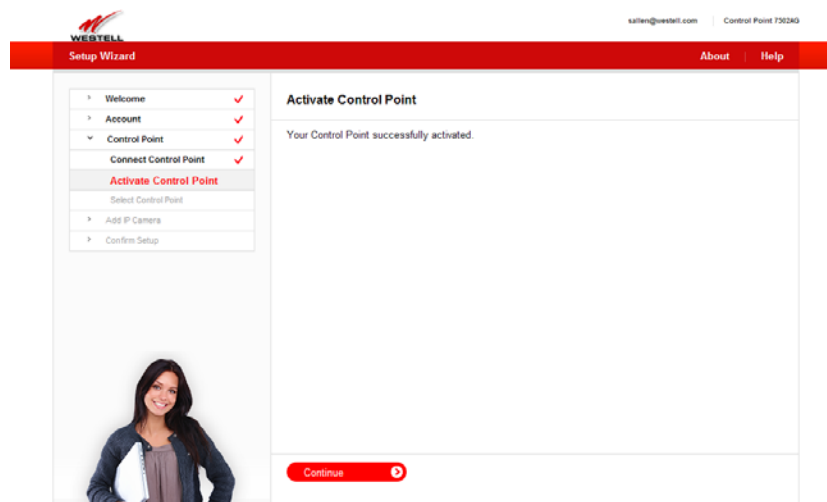 WESTELL
sallen@westell.com Control Point 7302AG
Setup Wizard
About Help
Welcome
Account
Control Point
Connect Control Point
Activate Control Point
Select Control Point
Add IP Camera
Confirm Setup
Activate Control Point
Your Control Point successfully activated.
Continue